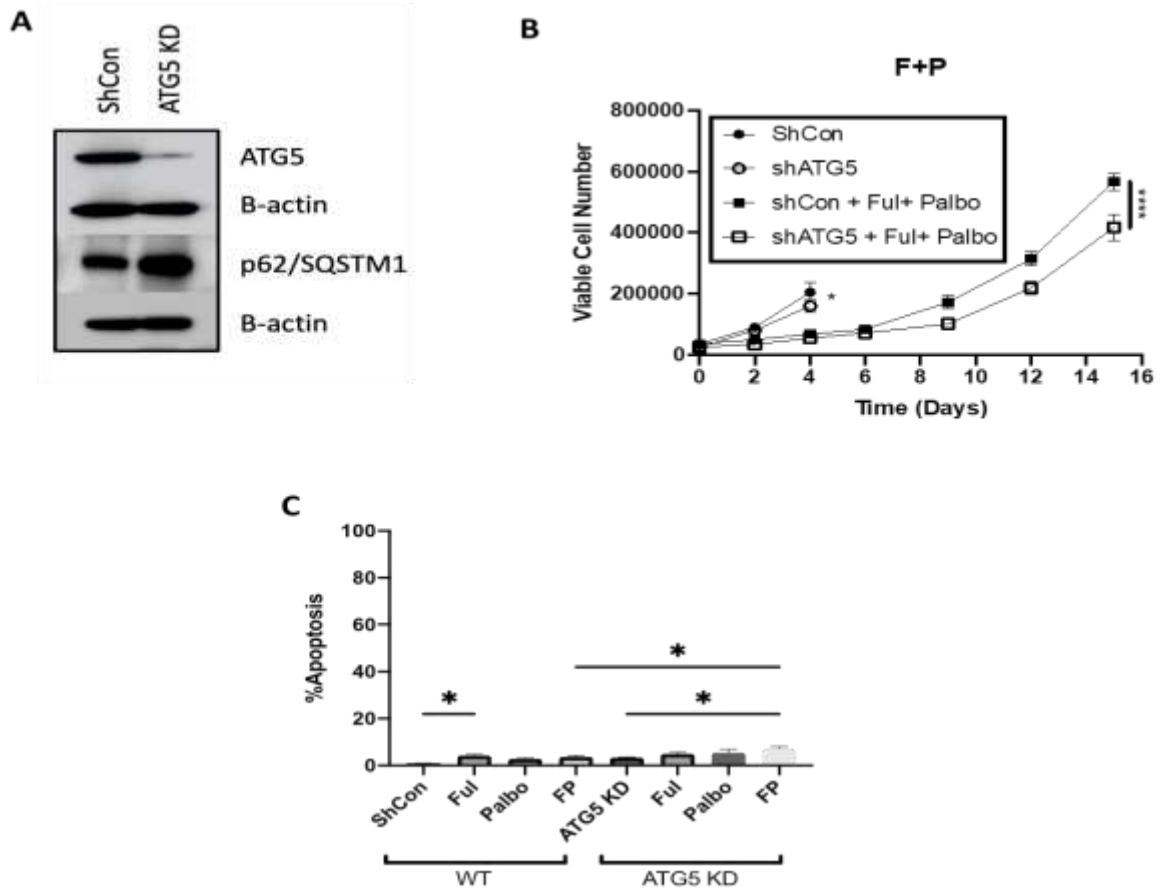 A
ShCon
ATG5 KD
ATG5
B-actin
p62/SQSTM1
B-actin
B
F+P
800000
600000
400000
200000
0
Viable Cell Number
ShCon
shATG5
shCon + Ful+ Palbo
shATG5 + Ful+ Palbo
*
****
0 2 4 6 8 10 12 14 16
Time (Days)
C
100
80
60
40
20
0
%Apoptosis
*
*
*
ShCon
Ful
Palbo
FP
ATG5 KD
Ful
Palbo
FP
WT
ATG5 KD